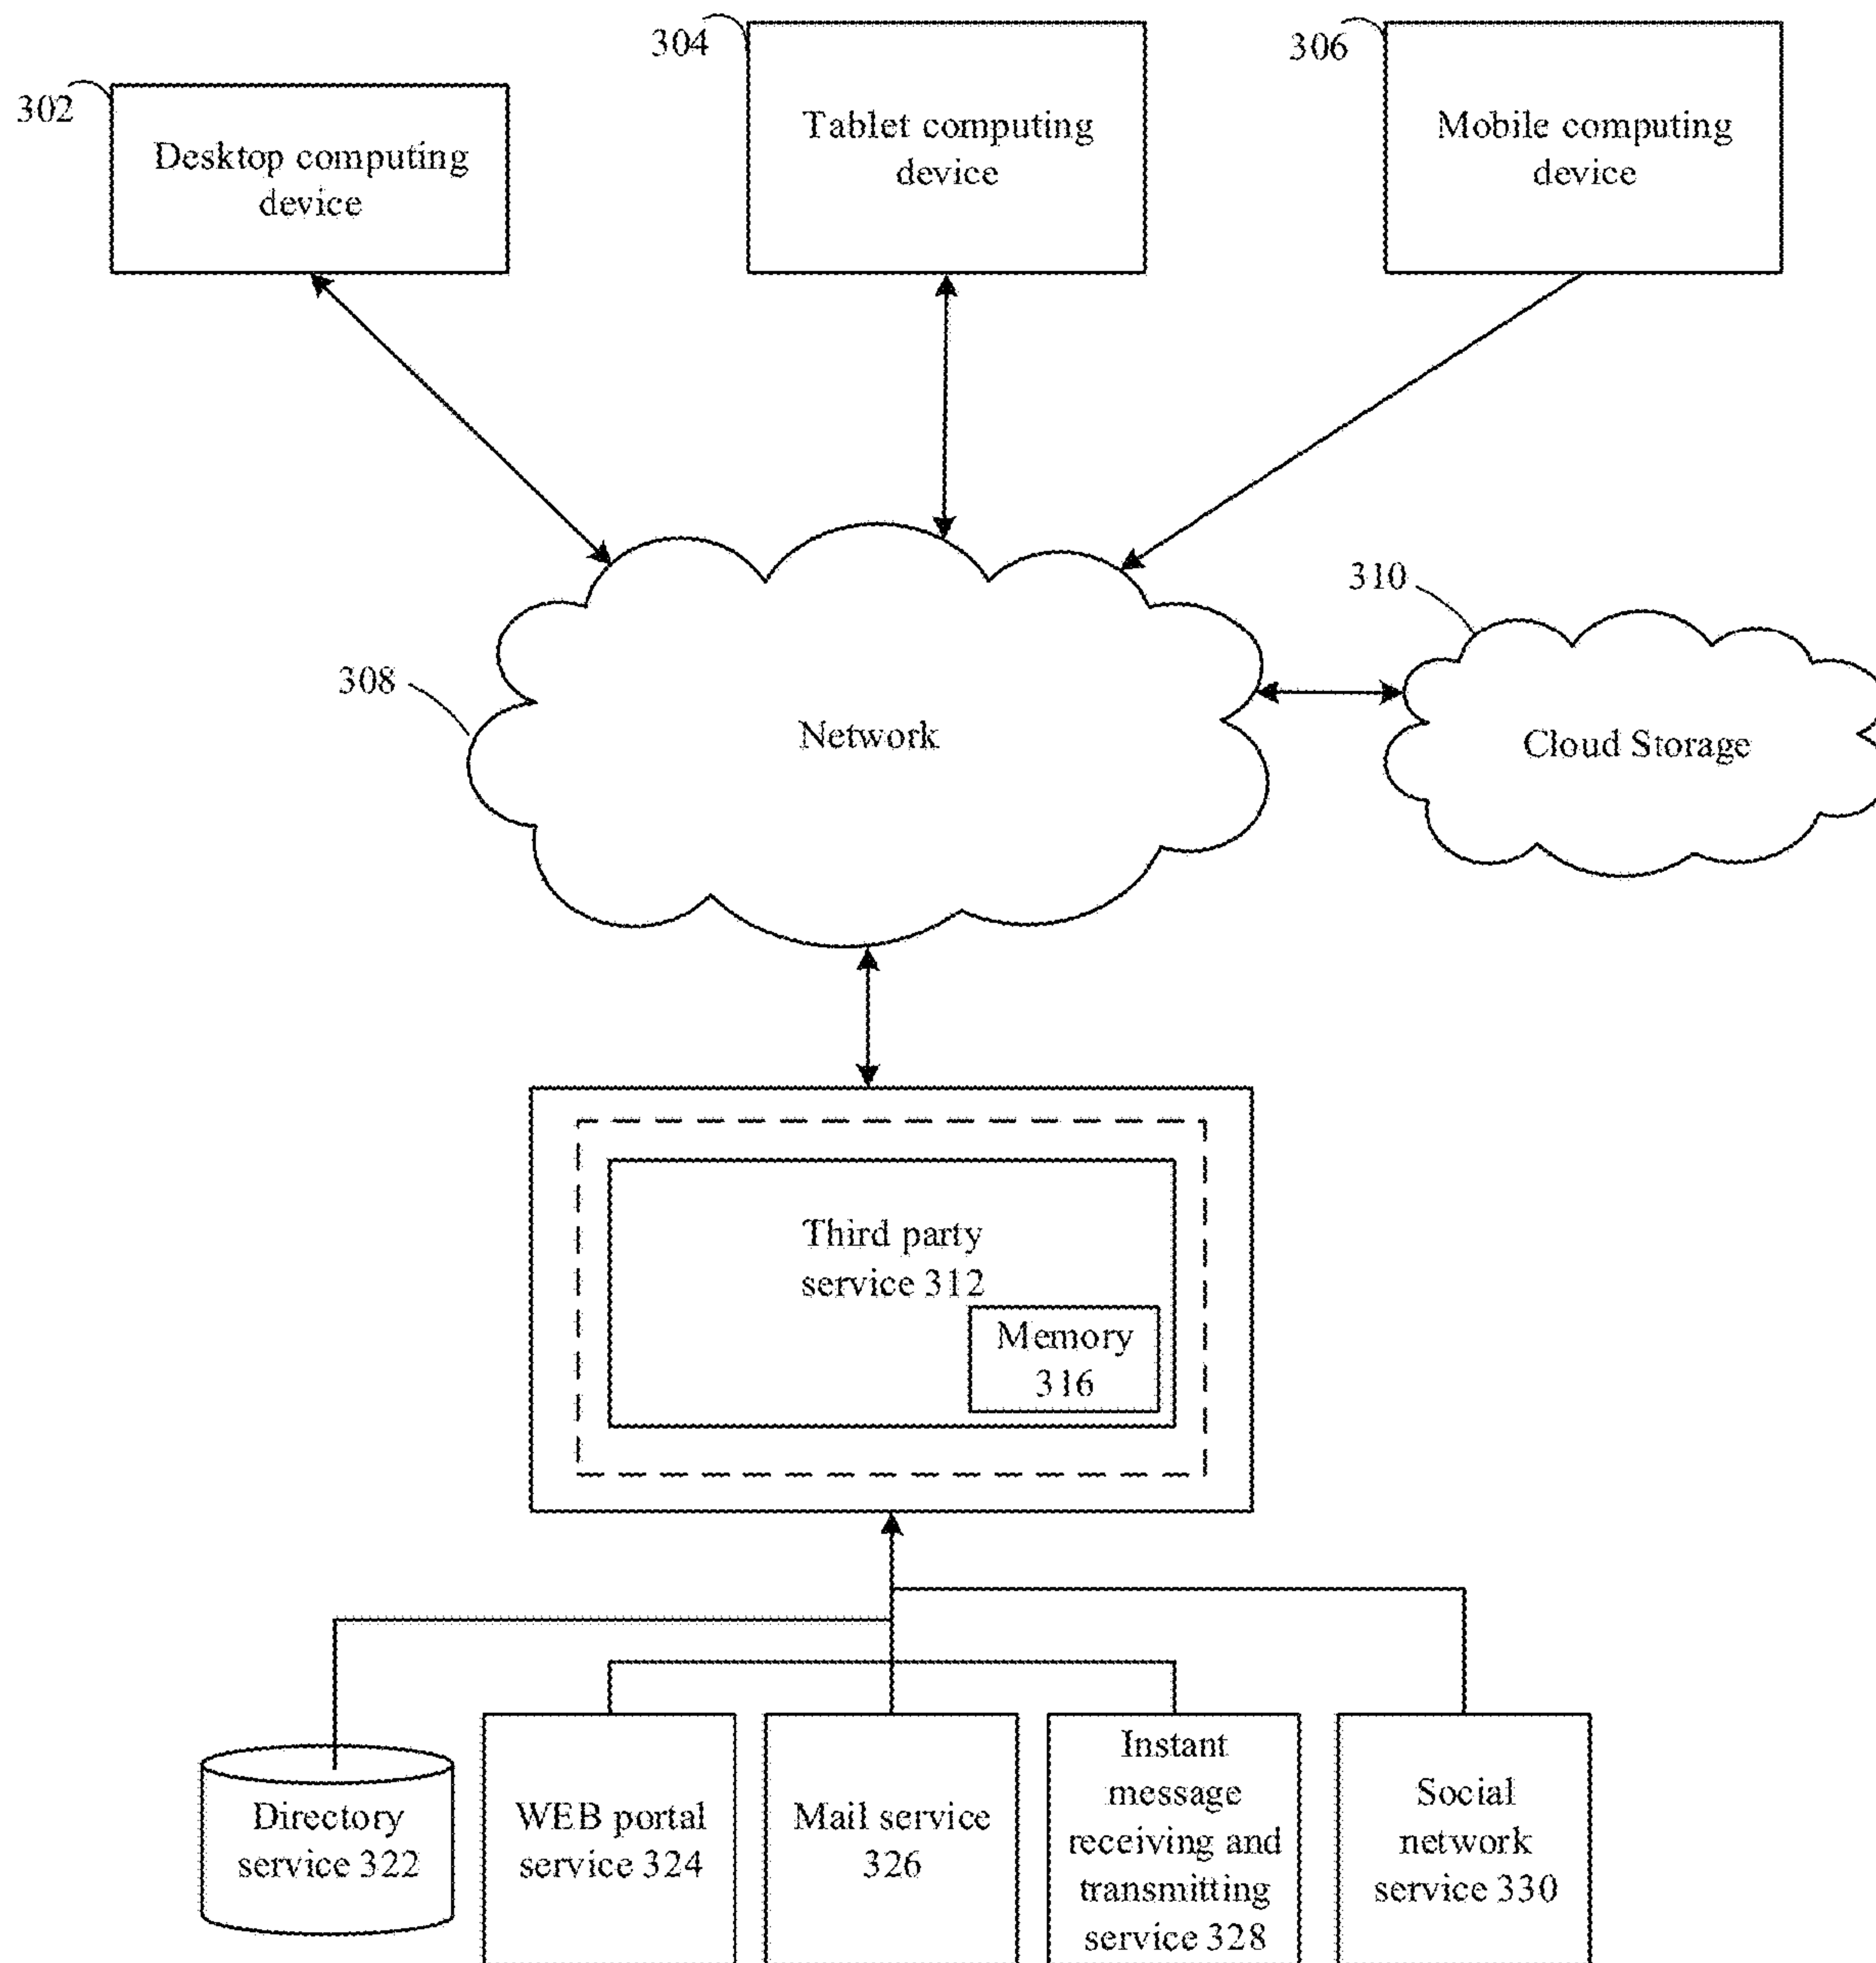 304
306
302
Tablet computing
device
Mobile computing
device
Desktop computing
device
310
308
Network
Cloud Storage
Third party
service 312
Memory
316
Directory
service 322
WEB portal
service 324
Mail service
326
Instant
message
receiving and
transmitting
service 328
Social
network
service 330